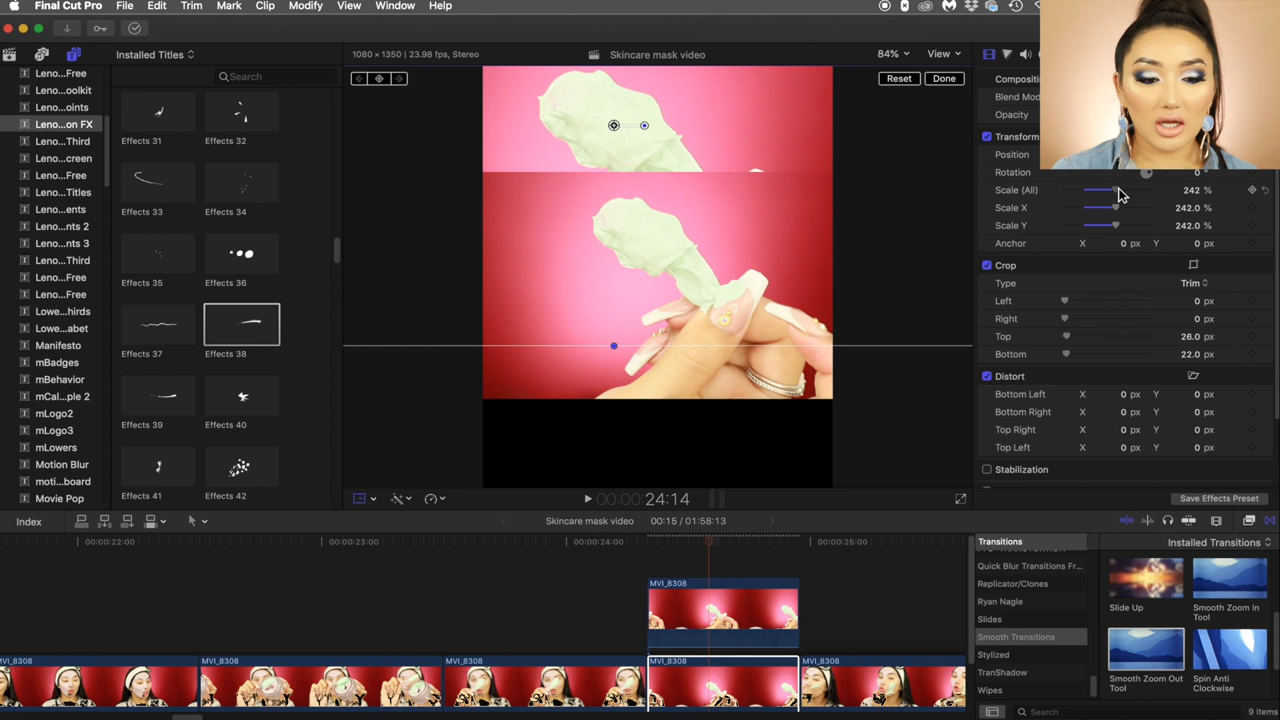 Final Cut Pro File Edit Trim Mark Clip Modify View Window Help
Installed Titles
Search
1080 × 1350 | 23.98 fps, Stereo
Skincare mask video
84% View
Leno...Free
Leno...oolkit
Leno...oints
Leno...on FX
Leno...Third
Leno...creen
Leno...Free
Leno...Titles
Leno...ents
Leno...nts 2
Leno...nts 3
Leno...Third
Leno...Free
Leno...Free
Lowe...hirds
Lowe...abet
Manifesto
mBadges
mBehavior
mCal...ple 2
mLogo2
mLogo3
mLowers
Motion Blur
moti...board
Movie Pop
Effects 31 Effects 32
Effects 33 Effects 34
Effects 35 Effects 36
Effects 37 Effects 38
Effects 39 Effects 40
Effects 41 Effects 42
Reset Done
00:00:00:24:14
Blend Mod
Opacity
Transform
Position
Rotation 0 °
Scale (All) 242 %
Scale X 242.0 %
Scale Y 242.0 %
Anchor X 0 px Y 0 px
Crop
Type Trim
Left 0 px
Right 0 px
Top 26.0 px
Bottom 22.0 px
Distort
Bottom Left X 0 px Y 0 px
Bottom Right X 0 px Y 0 px
Top Right X 0 px Y 0 px
Top Left X 0 px Y 0 px
Stabilization
Save Effects Preset
Index
Skincare mask video 00:15 / 01:58:13
00:00:22:00 00:00:23:00 00:00:24:00 00:00:25:00
MVI_8308
MVI_8308 MVI_8308 MVI_8308 MVI_8308 MVI_8308
Transitions
Installed Transitions
Quick Blur Transitions Fr...
Replicator/Clones
Ryan Nagle
Slides
Smooth Transitions
Stylized
TranShadow
Wipes
Slide Up
Smooth Zoom In Tool
Smooth Zoom Out Tool
Spin Anti Clockwise
Search
9 items